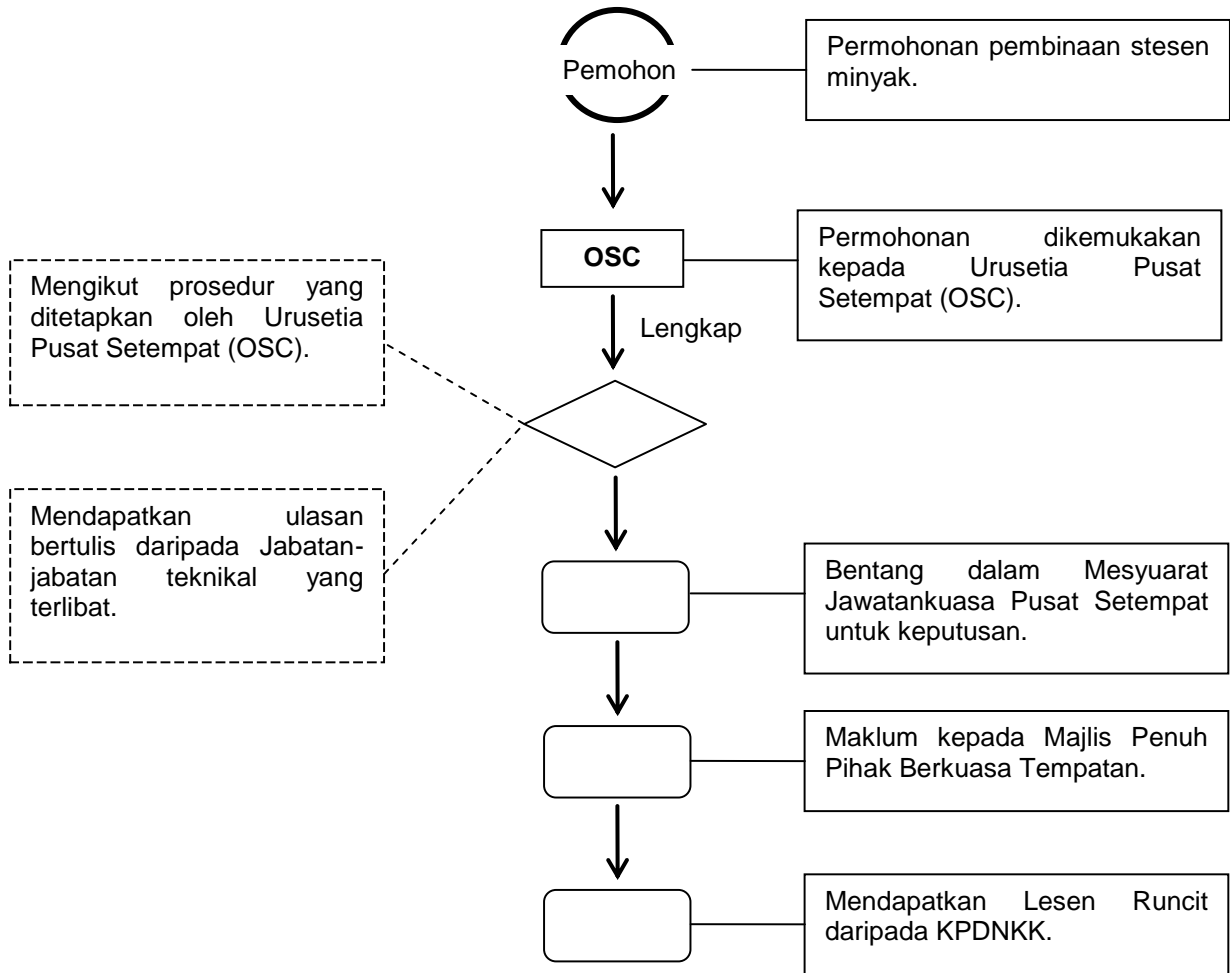 Pemohon
Permohonan pembinaan stesen
minyak.
OSC
Permohonan dikemukakan
kepada Urusetia Pusat
Setempat (OSC).
Mengikut prosedur yang
ditetapkan oleh Urusetia
Pusat Setempat (OSC).
Lengkap
Mendapatkan ulasan
bertulis daripada Jabatan-
jabatan teknikal yang
terlibat.
Bentang dalam Mesyuarat
Jawatankuasa Pusat Setempat
untuk keputusan.
Maklum kepada Majlis Penuh
Pihak Berkuasa Tempatan.
Mendapatkan Lesen Runcit
daripada KPDNKK.